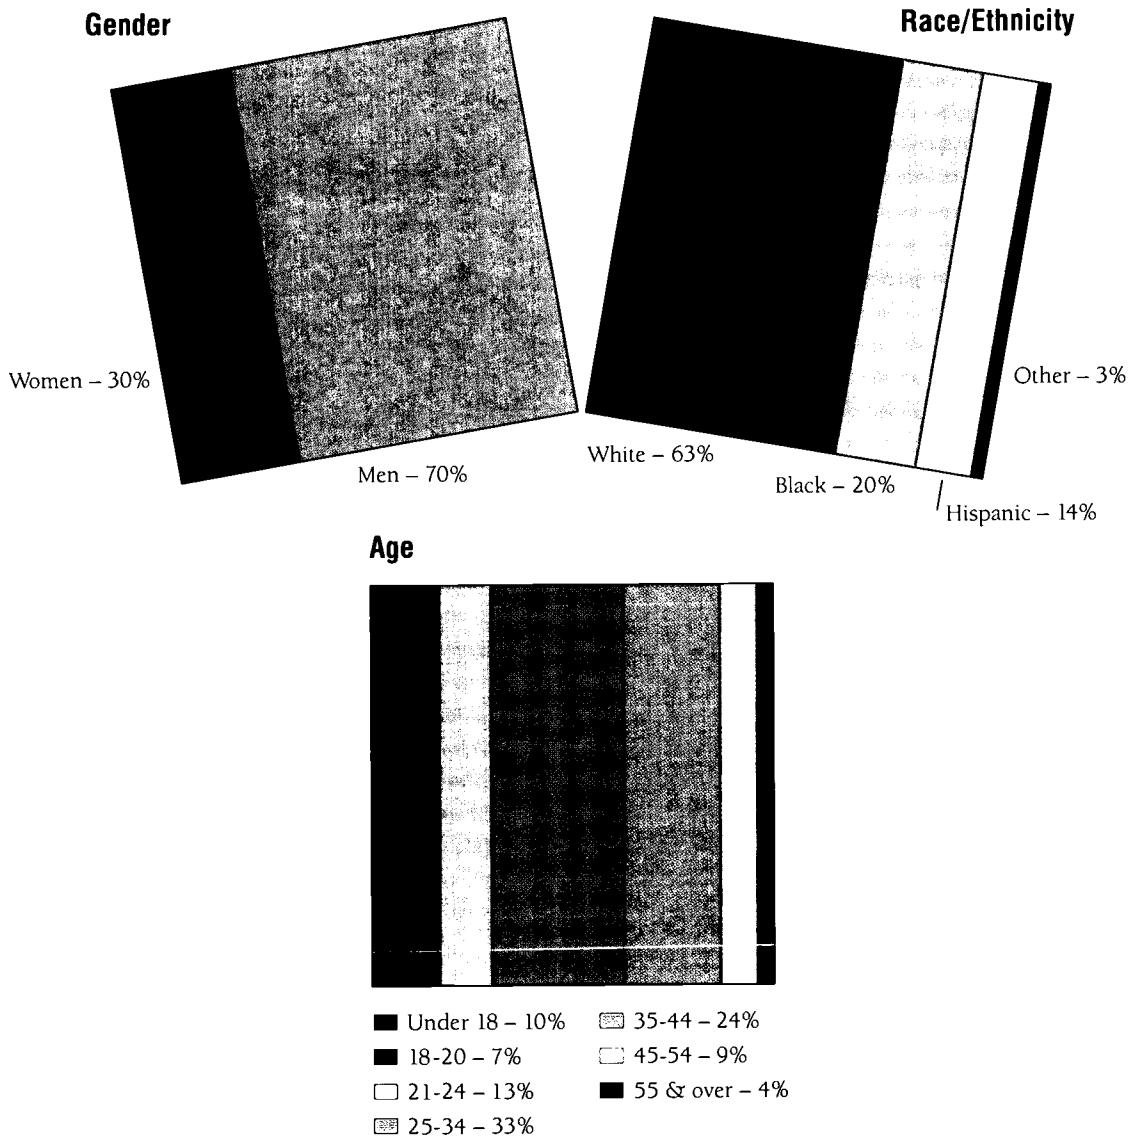 Gender
Women – 30%
Men – 70%
Race/Ethnicity
White – 63%
Black – 20%
Hispanic – 14%
Other – 3%
Age
Under 18 – 10%
18-20 – 7%
21-24 – 13%
25-34 – 33%
35-44 – 24%
45-54 – 9%
55 & over – 4%